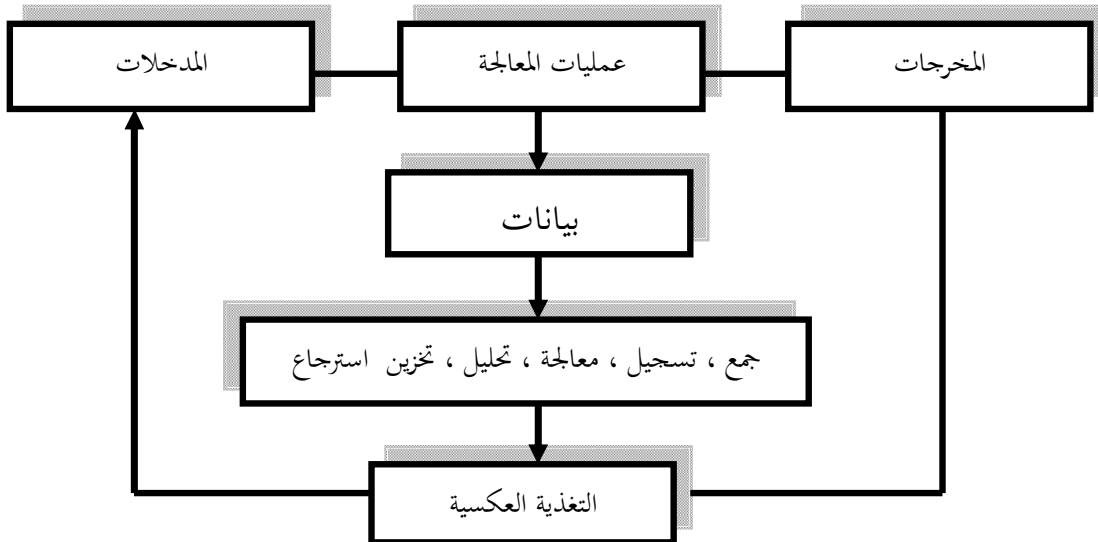 المخرجات
عمليات المعالجة
المدخلات
بيانات
جمع ، تسجيل ، معالجة ، تحليل ، تخزين استرجاع
التغذية العكسية